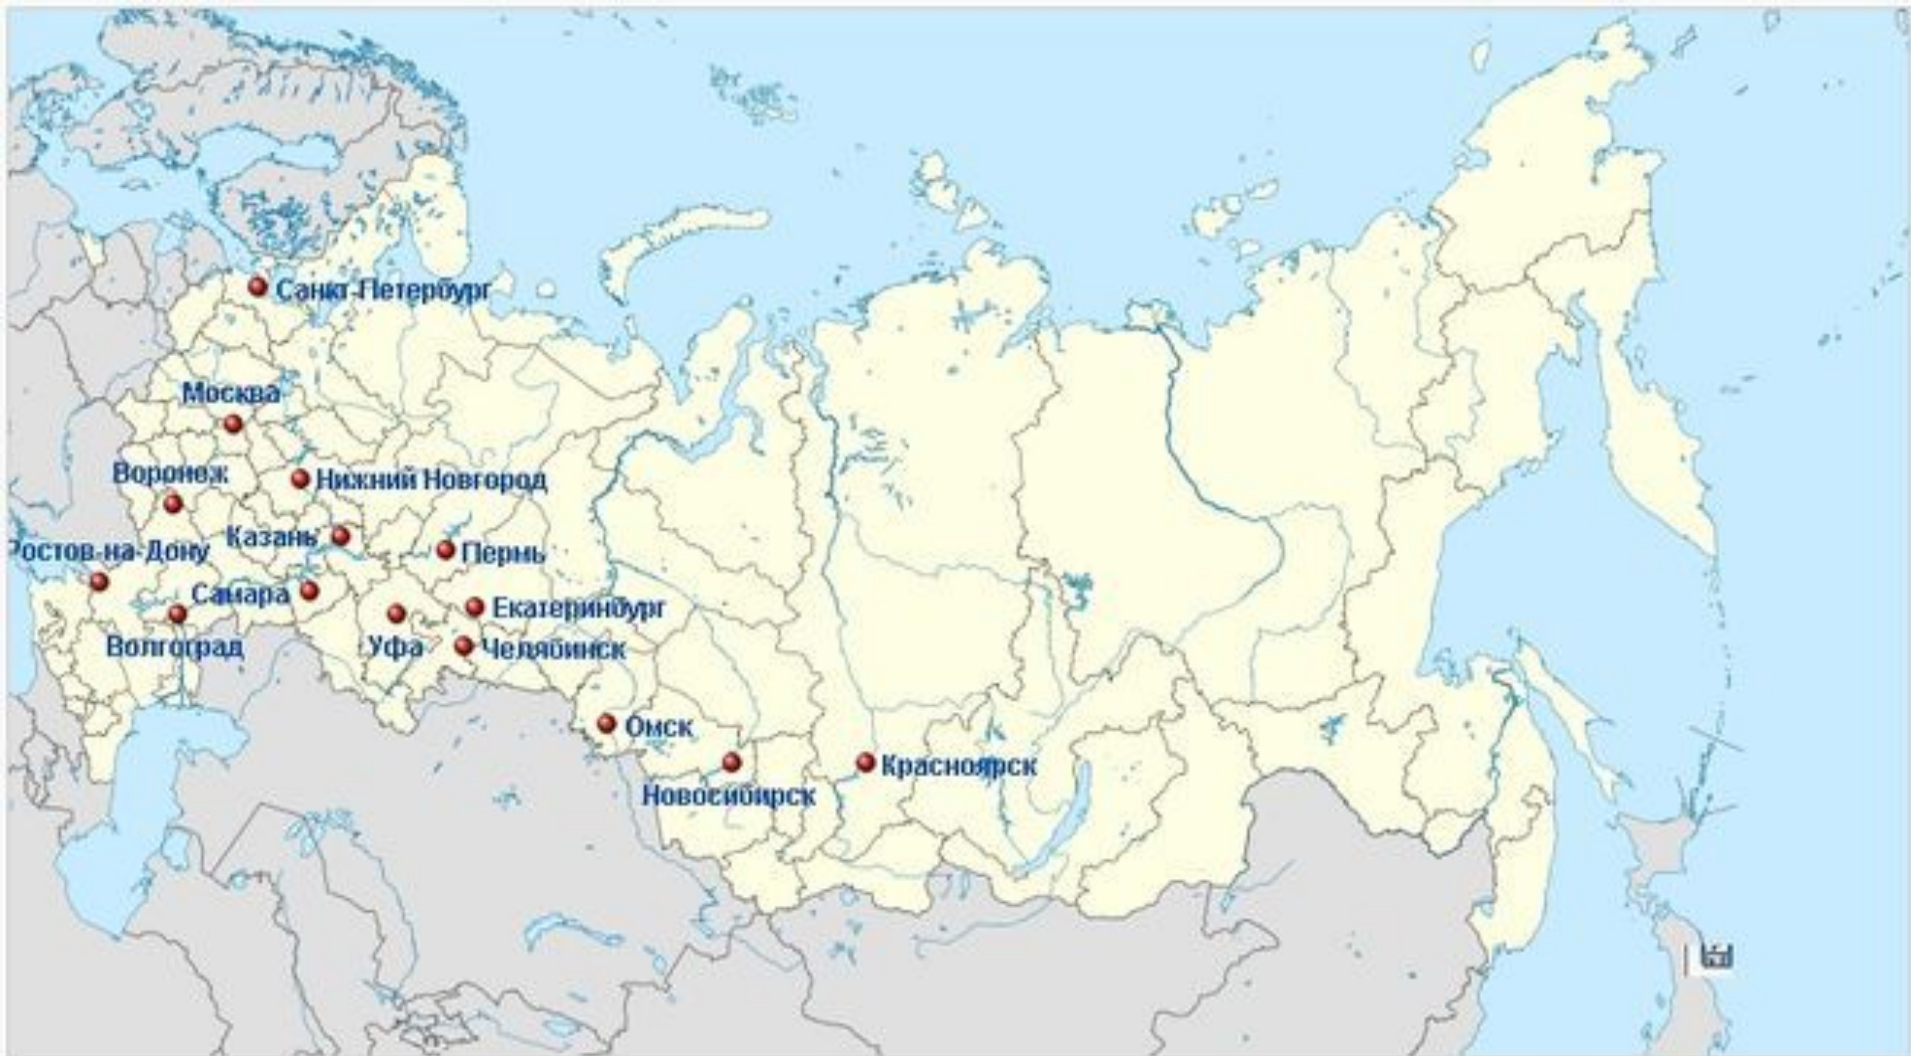 Санкт-Петербург
Москва
Воронеж
Нижний Новгород
Казань
Пермь
Ростов-на-Дону
Самара
Екатеринбург
Волгоград
Уфа
Челябинск
Омск
Красноярск
Новосибирск